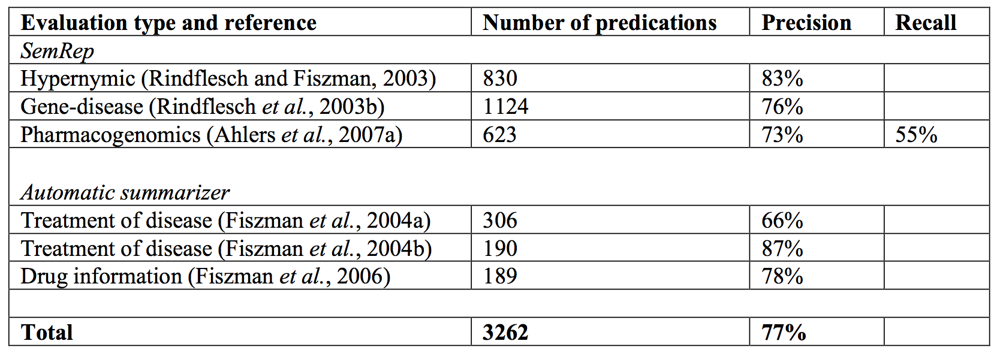 Evaluation type and reference Number of predications Precision Recall
SemRep
Hypernymic (Rindflesch and Fiszman, 2003) 830 83%
Gene-disease (Rindflesch et al., 2003b) 1124 76%
Pharmacogenomics (Ahlers et al., 2007a) 623 73% 55%
Automatic summarizer
Treatment of disease (Fiszman et al., 2004a) 306 66%
Treatment of disease (Fiszman et al., 2004b) 190 87%
Drug information (Fiszman et al., 2006) 189 78%
Total 3262 77%